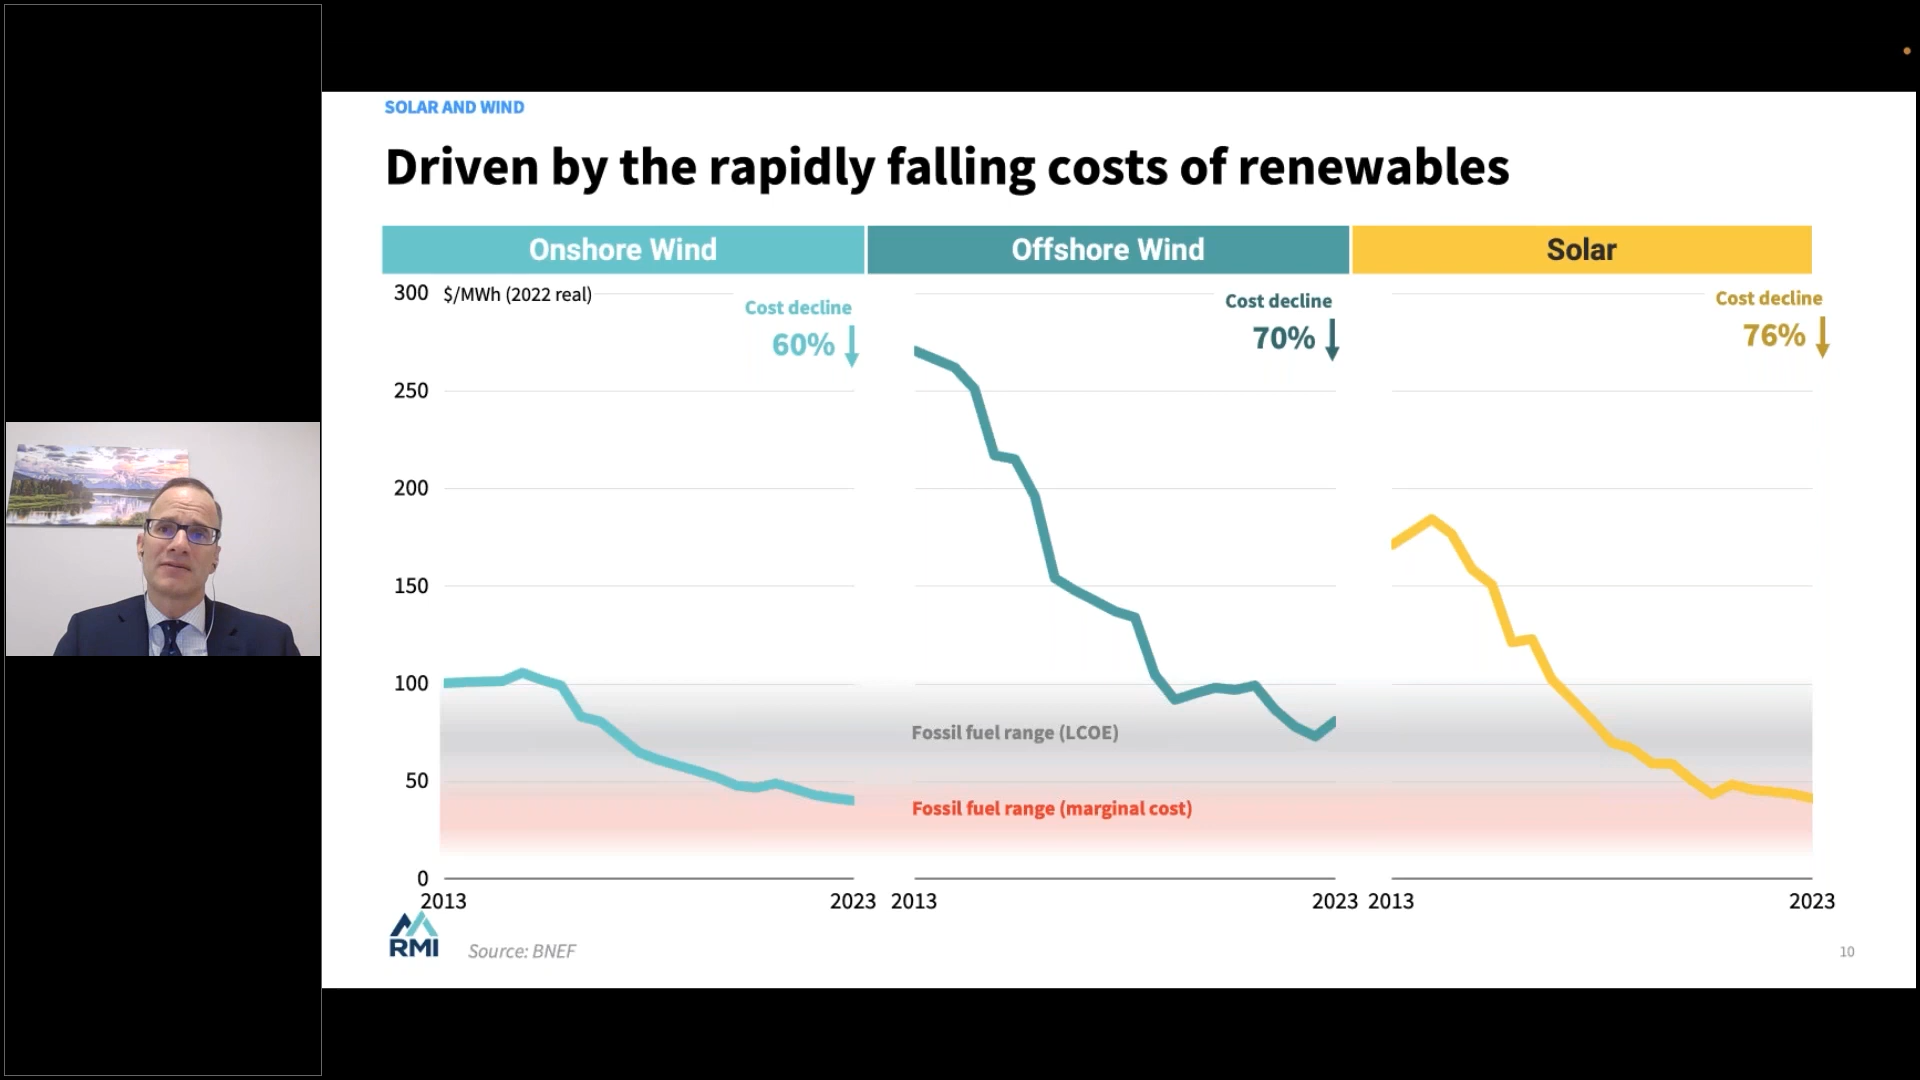 SOLAR AND WIND
Driven by the rapidly falling costs of renewables
Onshore Wind
Offshore Wind
Solar
300
$/MWh (2022 real)
Cost decline
60%
Cost decline
70%
Cost decline
76%
250
200
150
100
Fossil fuel range (LCOE)
50
Fossil fuel range (marginal cost)
0
2013
2023
2013
2023
2013
2023
RMI
Source: BNEF
10